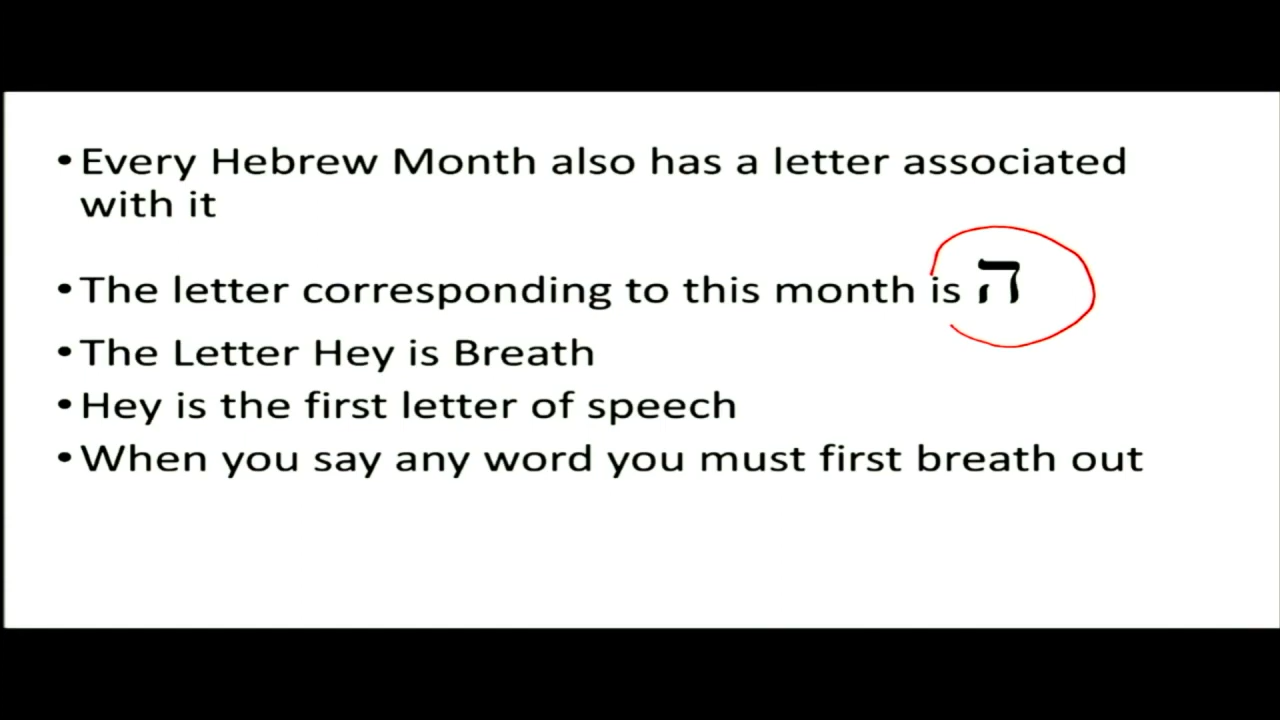 •Every Hebrew Month also has a letter associated
with it
•The letter corresponding to this month is ה
•The Letter Hey is Breath
•Hey is the first letter of speech
•When you say any word you must first breath out